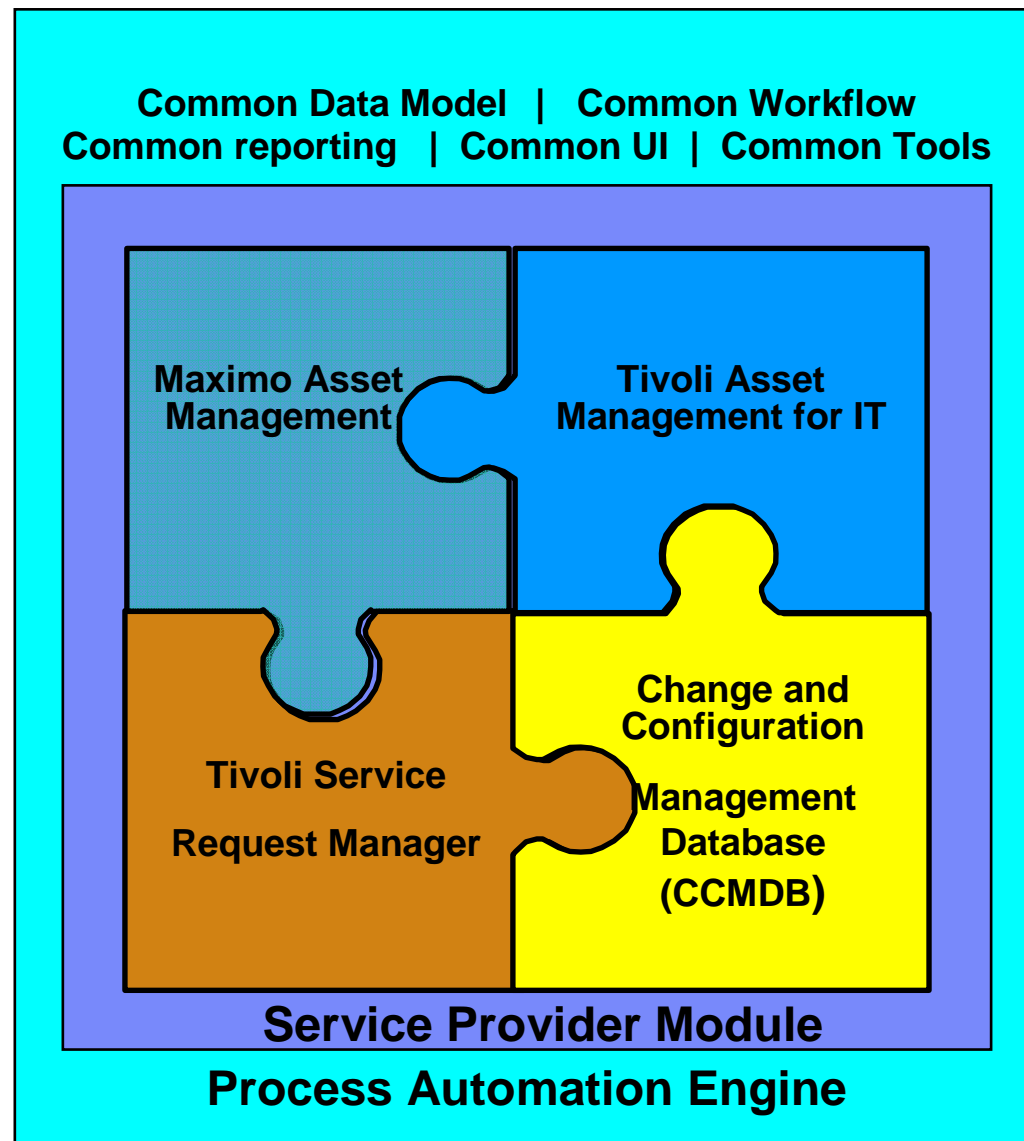 Common Data Model | Common Workflow
Common reporting | Common UI | Common Tools
Maximo Asset
Management
Tivoli Asset
Management for IT
Tivoli Service
Request Manager
Change and
Configuration
Management
Database
(CCMDB)
Service Provider Module
Process Automation Engine